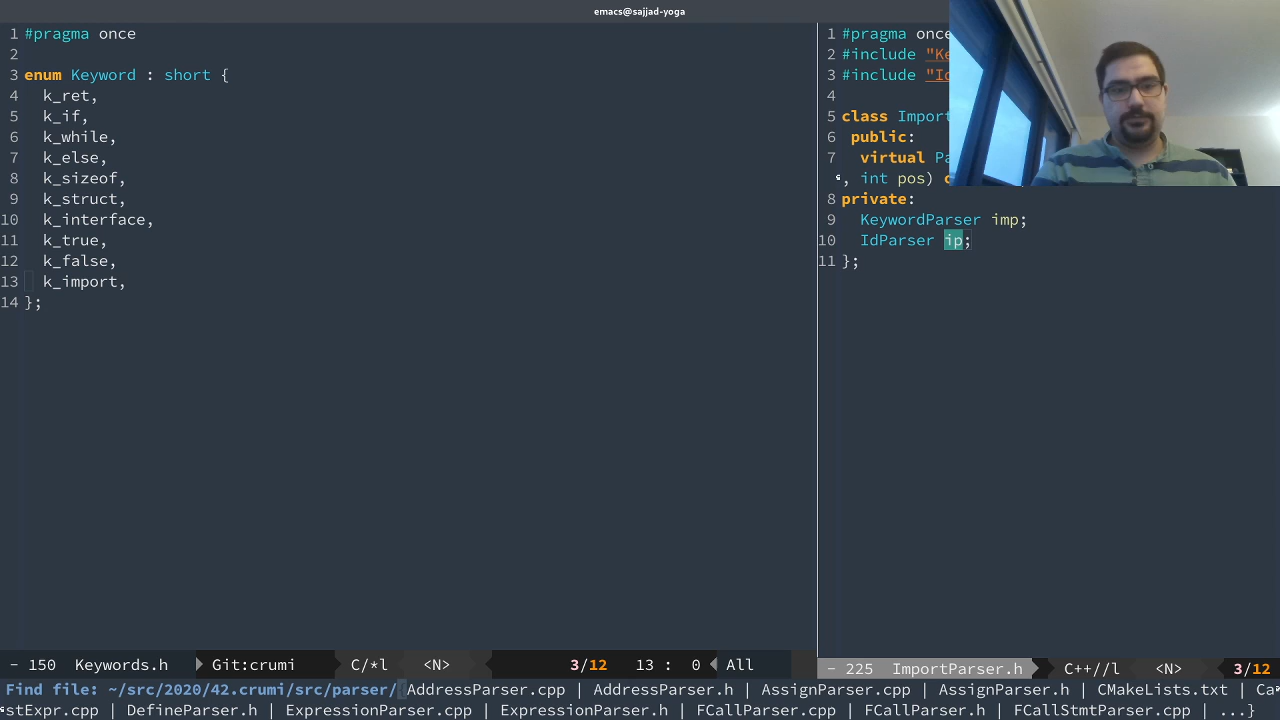 emacs@sajjad-yoga
1 #pragma once
2
3 enum Keyword : short {
4 k_ret,
5 k_if,
6 k_while,
7 k_else,
8 k_sizeof,
9 k_struct,
10 k_interface,
11 k_true,
12 k_false,
13 k_import,
14 };
- 150 Keywords.h Git:crumi C/*l <N> 3/12 13 : 0 All
1 #pragma once
2 #include "Ke
3 #include "Id
4
5 class Import
6 public:
7 virtual Pa
, int pos) c
8 private:
9 KeywordParser imp;
10 IdParser ip;
11 };
- 225 ImportParser.h C++//l <N> 3/12
Find file: ~/src/2020/42.crumi/src/parser/{AddressParser.cpp | AddressParser.h | AssignParser.cpp | AssignParser.h | CMakeLists.txt | Ca
stExpr.cpp | DefineParser.h | ExpressionParser.cpp | ExpressionParser.h | FCallParser.cpp | FCallParser.h | FCallStmtParser.cpp | ...}